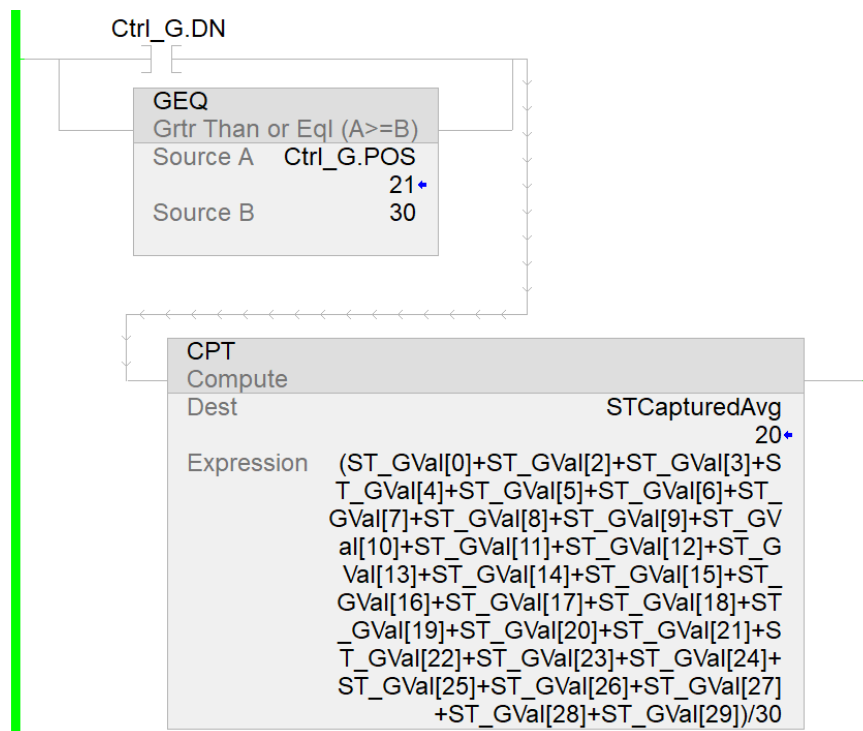 Ctrl_G.DN
GEQ
Grtr Than or Eql (A>=B)
Source A Ctrl_G.POS
21
Source B 30
CPT
Compute
Dest STCapturedAvg
20
Expression (ST_GVal[0]+ST_GVal[2]+ST_GVal[3]+S
T_GVal[4]+ST_GVal[5]+ST_GVal[6]+ST_
GVal[7]+ST_GVal[8]+ST_GVal[9]+ST_GV
al[10]+ST_GVal[11]+ST_GVal[12]+ST_G
Val[13]+ST_GVal[14]+ST_GVal[15]+ST_
GVal[16]+ST_GVal[17]+ST_GVal[18]+ST
_GVal[19]+ST_GVal[20]+ST_GVal[21]+S
T_GVal[22]+ST_GVal[23]+ST_GVal[24]+
ST_GVal[25]+ST_GVal[26]+ST_GVal[27]
+ST_GVal[28]+ST_GVal[29])/30